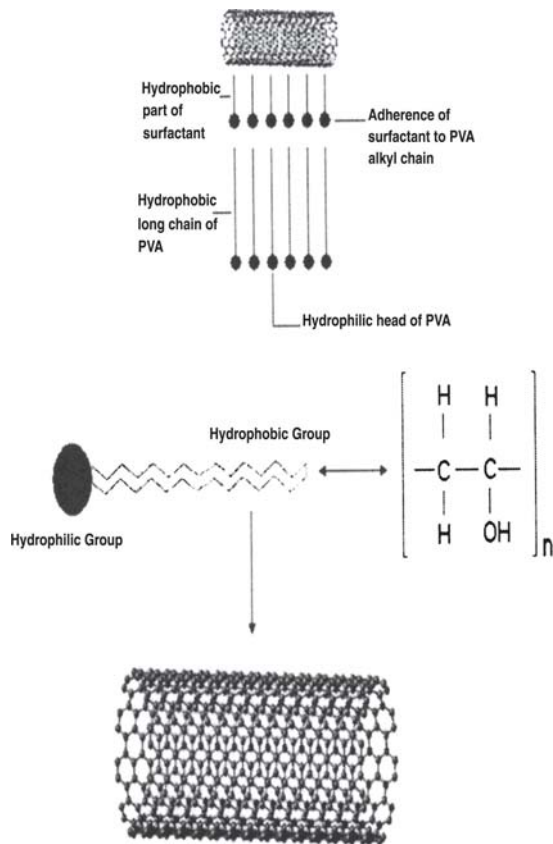 Hydrophobic
part of
surfactant
Adherence of
surfactant to PVA
alkyl chain
Hydrophobic
long chain of
PVA
Hydrophilic head of PVA
Hydrophobic Group
Hydrophilic Group
H H
C C
H OH
n